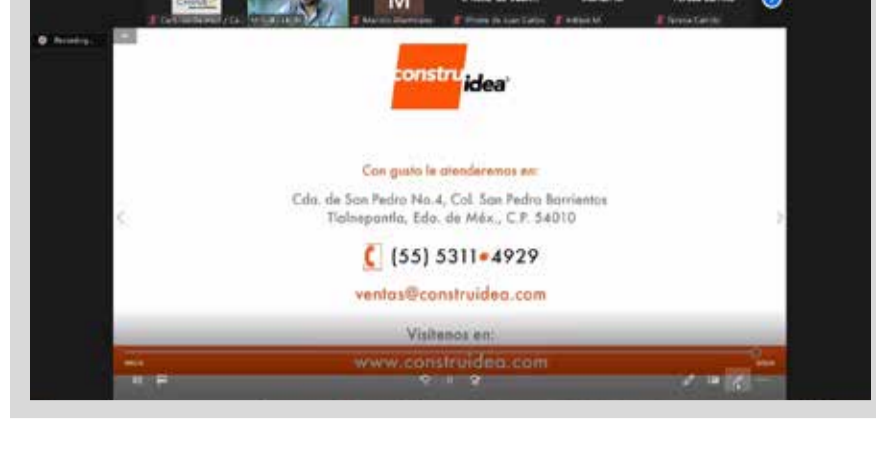 M
Recording...
construidea
Con gusto le atenderemos en:
Cda. de San Pedro No.4, Col. San Pedro Barrientos
Tlalnepantla, Edo. de Méx., C.P. 54010
(55) 5311•4929
ventas@construidea.com
Visítenos en:
www.construidea.com